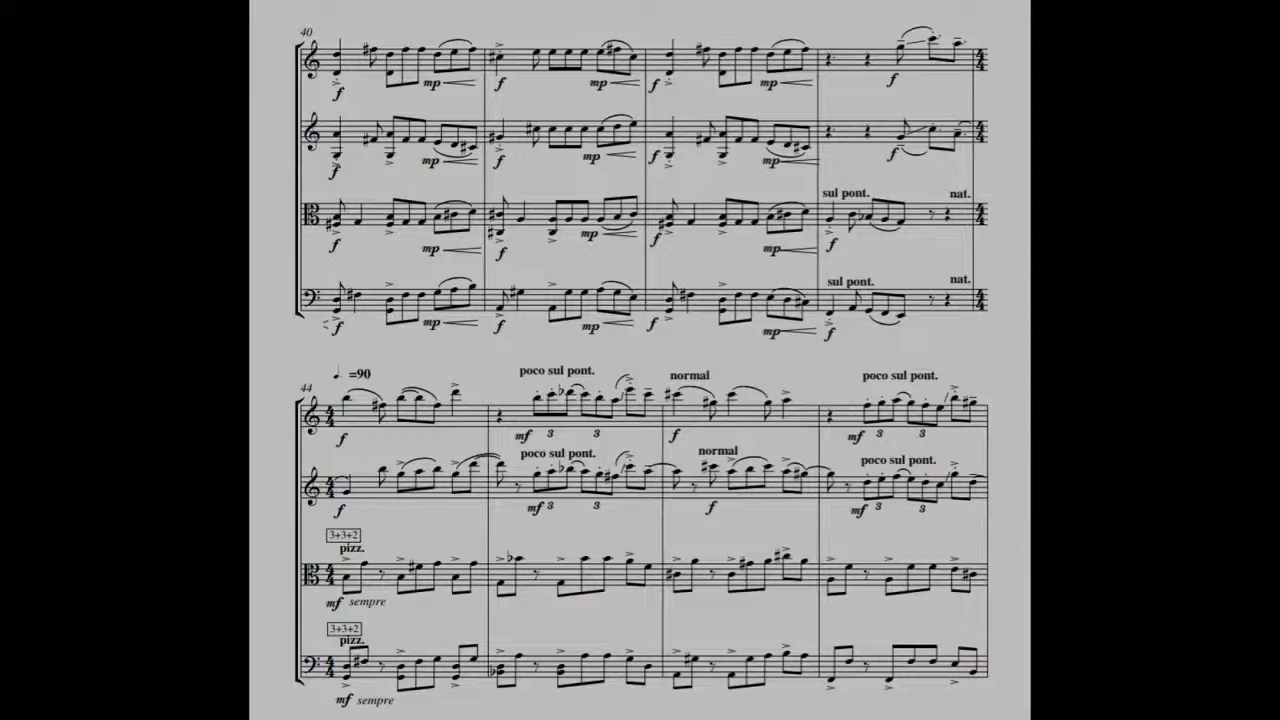 40
f mp f mp f mp f
f mp f mp f mp f
sul pont. nat.
f mp f mp f mp f
sul pont. nat.
f mp f mp f mp f
♩. =90
44
poco sul pont. normal poco sul pont.
f mf 3 3 f mf 3 3
poco sul pont. normal poco sul pont.
f mf 3 3 f mf 3 3
3+3+2
pizz.
mf sempre
3+3+2
pizz.
mf sempre